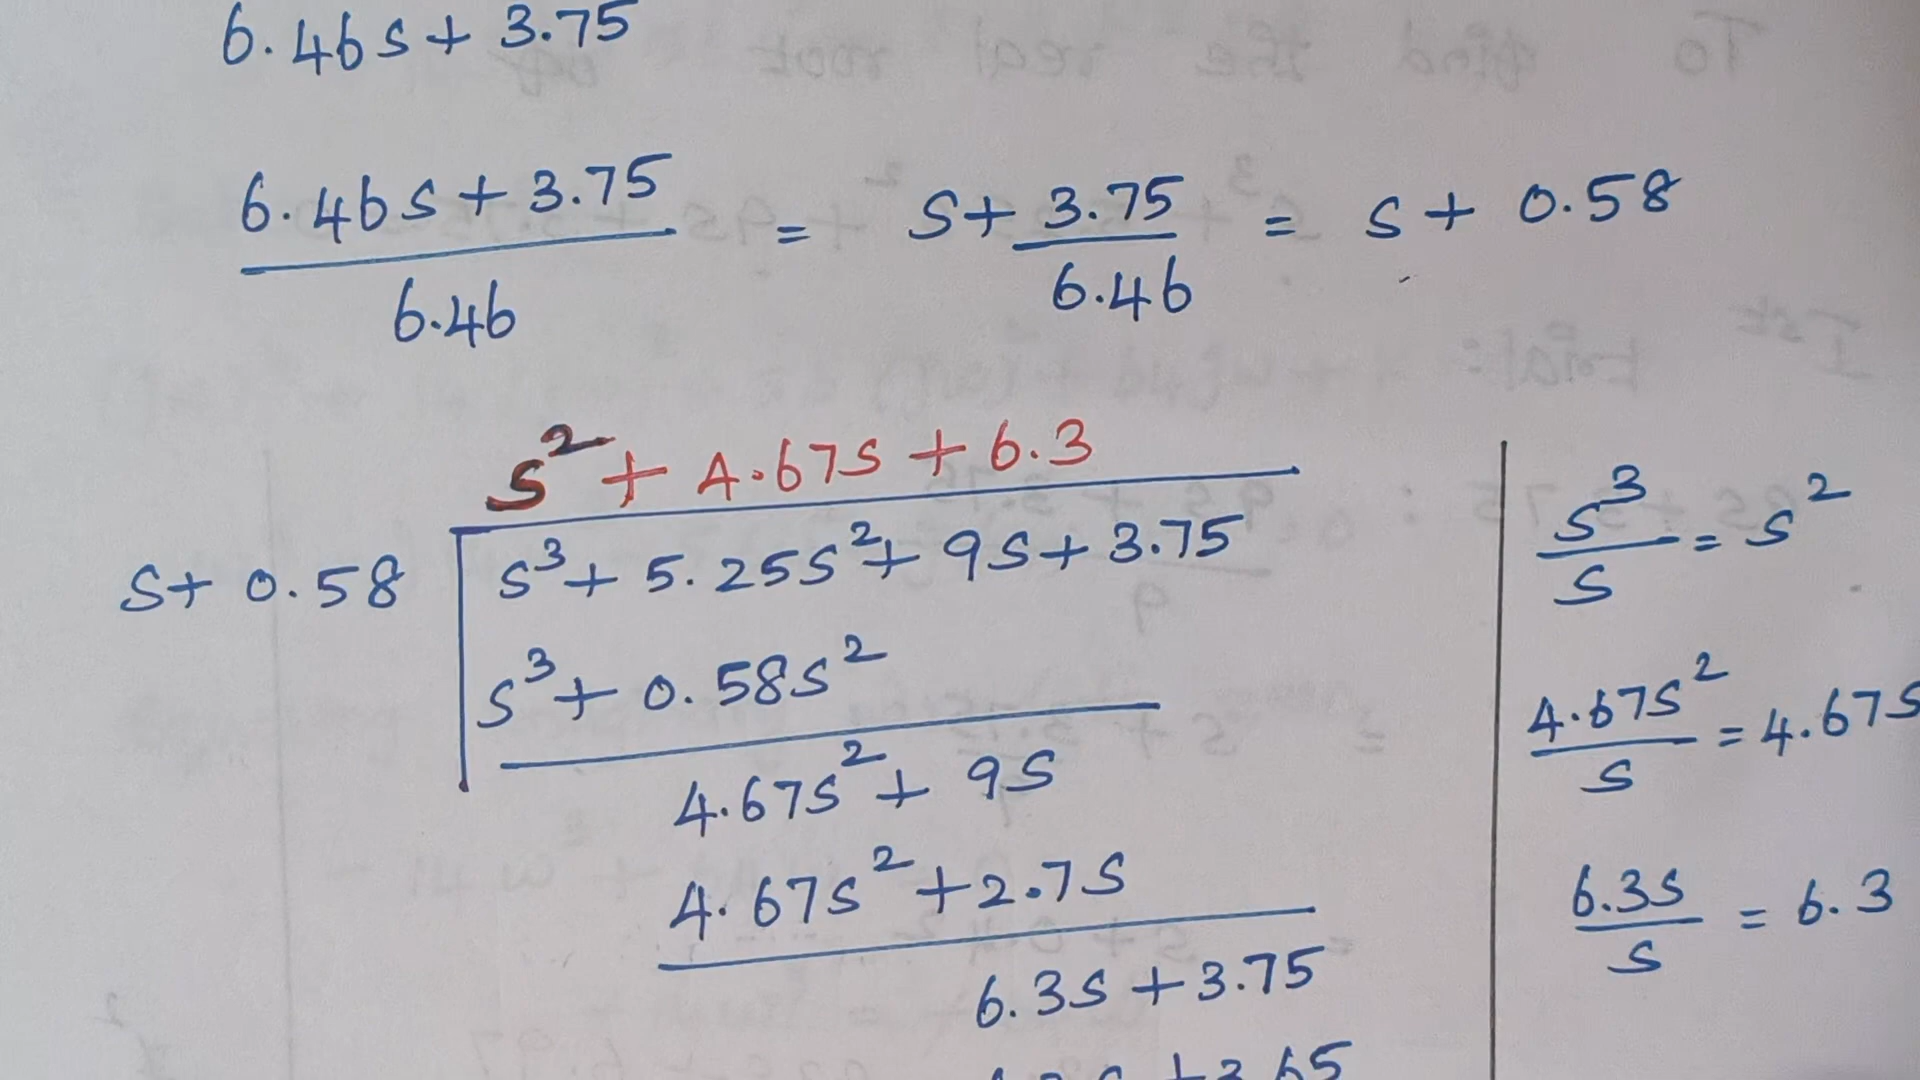 6.46s + 3.75
6.46s + 3.75 / 6.46 = s + 3.75 / 6.46 = s + 0.58
s² + 4.67s + 6.3
s + 0.58 | s³ + 5.25s² + 9s + 3.75
s³ + 0.58s²
4.67s² + 9s
4.67s² + 2.7s
6.3s + 3.75
s³ / s = s²
4.67s² / s = 4.67s
6.3s / s = 6.3